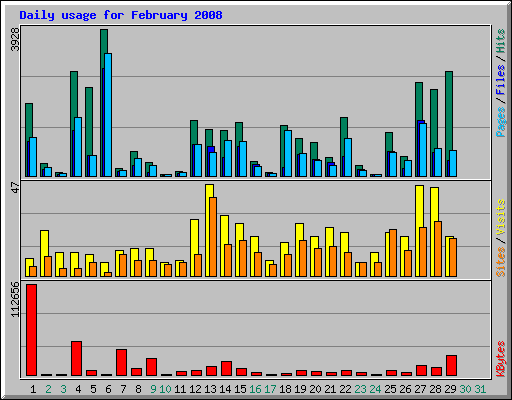 Daily usage for February 2008
3928
Pages / Files / Hits
47
Sites / Visits
112656
KBytes
1 2 3 4 5 6 7 8 9 10 11 12 13 14 15 16 17 18 19 20 21 22 23 24 25 26 27 28 29 30 31